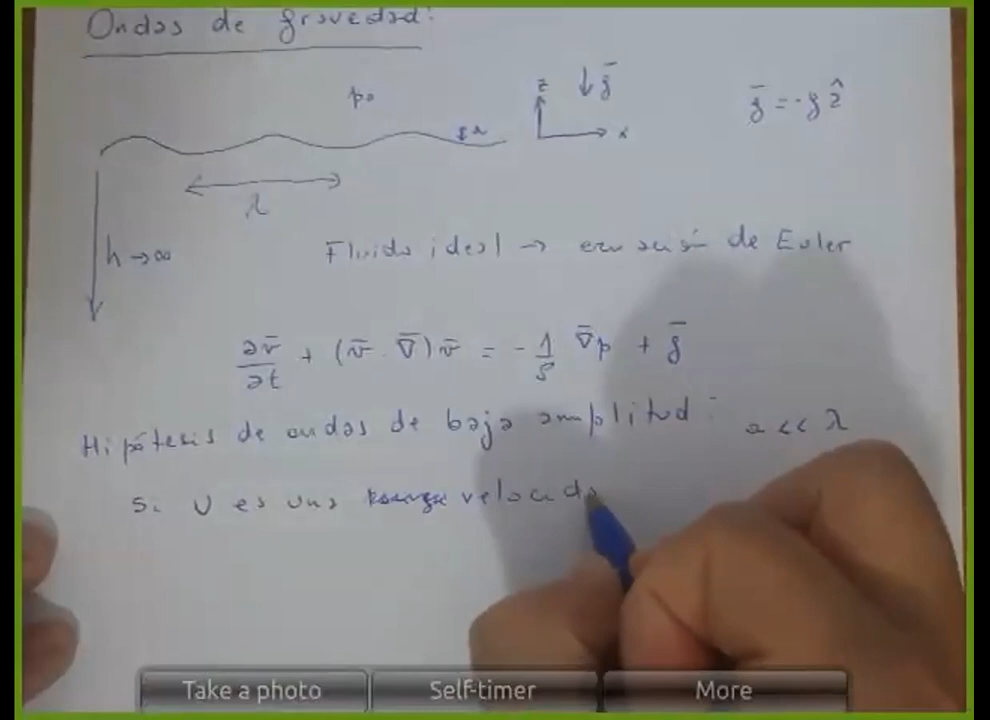 Ondas de gravedad:
p₀
z ↓ḡ
ḡ = -g ẑ
a
x
λ
h → ∞
Fluido ideal → ecuación de Euler
∂v̄/∂t + (v̄ · ∇̄)v̄ = - 1/ρ ∇̄p + ḡ
Hipótesis de ondas de baja amplitud: a << λ
Si U es una velocida
Take a photo Self-timer More